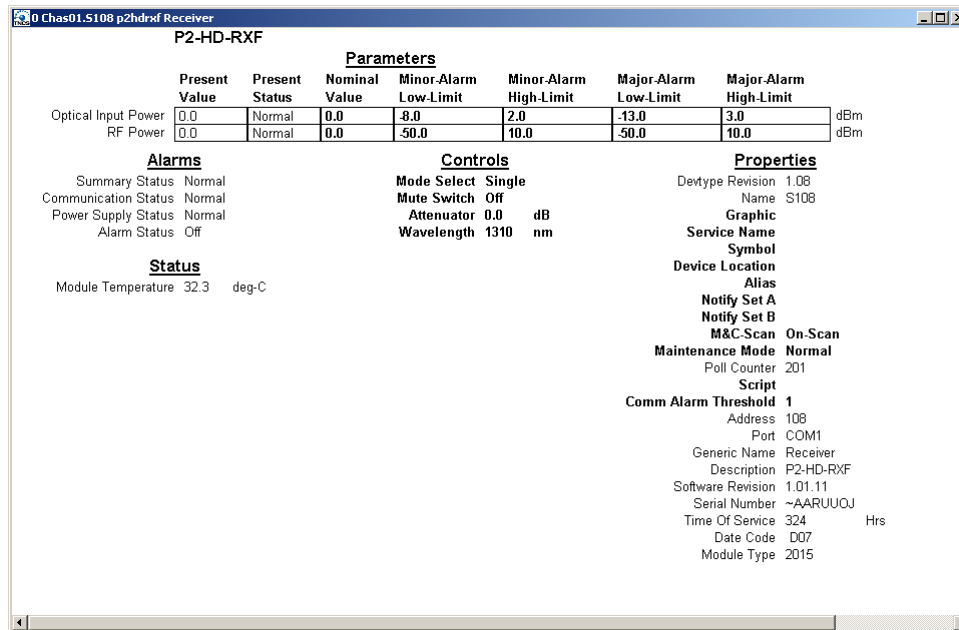 0 Chas01.S108 p2hdrxf Receiver
P2-HD-RXF
Parameters
Present Present Nominal Minor-Alarm Minor-Alarm Major-Alarm Major-Alarm
Value Status Value Low-Limit High-Limit Low-Limit High-Limit
Optical Input Power 0.0 Normal 0.0 -8.0 2.0 -13.0 3.0 dBm
RF Power 0.0 Normal 0.0 -50.0 10.0 -50.0 10.0 dBm
Alarms
Summary Status Normal
Communication Status Normal
Power Supply Status Normal
Alarm Status Off
Status
Module Temperature 32.3 deg-C
Controls
Mode Select Single
Mute Switch Off
Attenuator 0.0 dB
Wavelength 1310 nm
Properties
Devtype Revision 1.08
Name S108
Graphic
Service Name
Symbol
Device Location
Alias
Notify Set A
Notify Set B
M&C-Scan On-Scan
Maintenance Mode Normal
Poll Counter 201
Script
Comm Alarm Threshold 1
Address 108
Port COM1
Generic Name Receiver
Description P2-HD-RXF
Software Revision 1.01.11
Serial Number ~AARUUOJ
Time Of Service 324 Hrs
Date Code D07
Module Type 2015